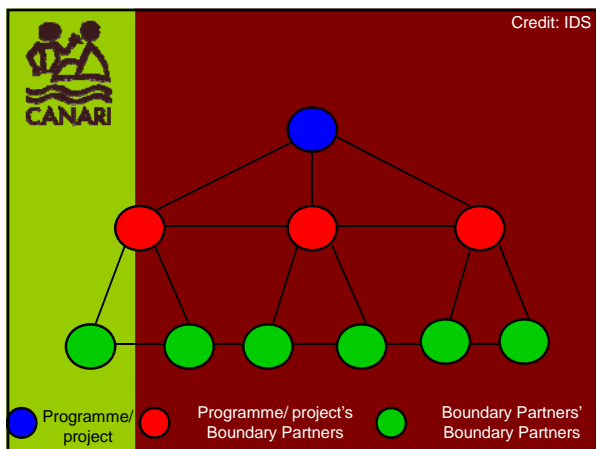 Credit: IDS
CANARI
Programme/
project
Programme/ project's
Boundary Partners
Boundary Partners'
Boundary Partners